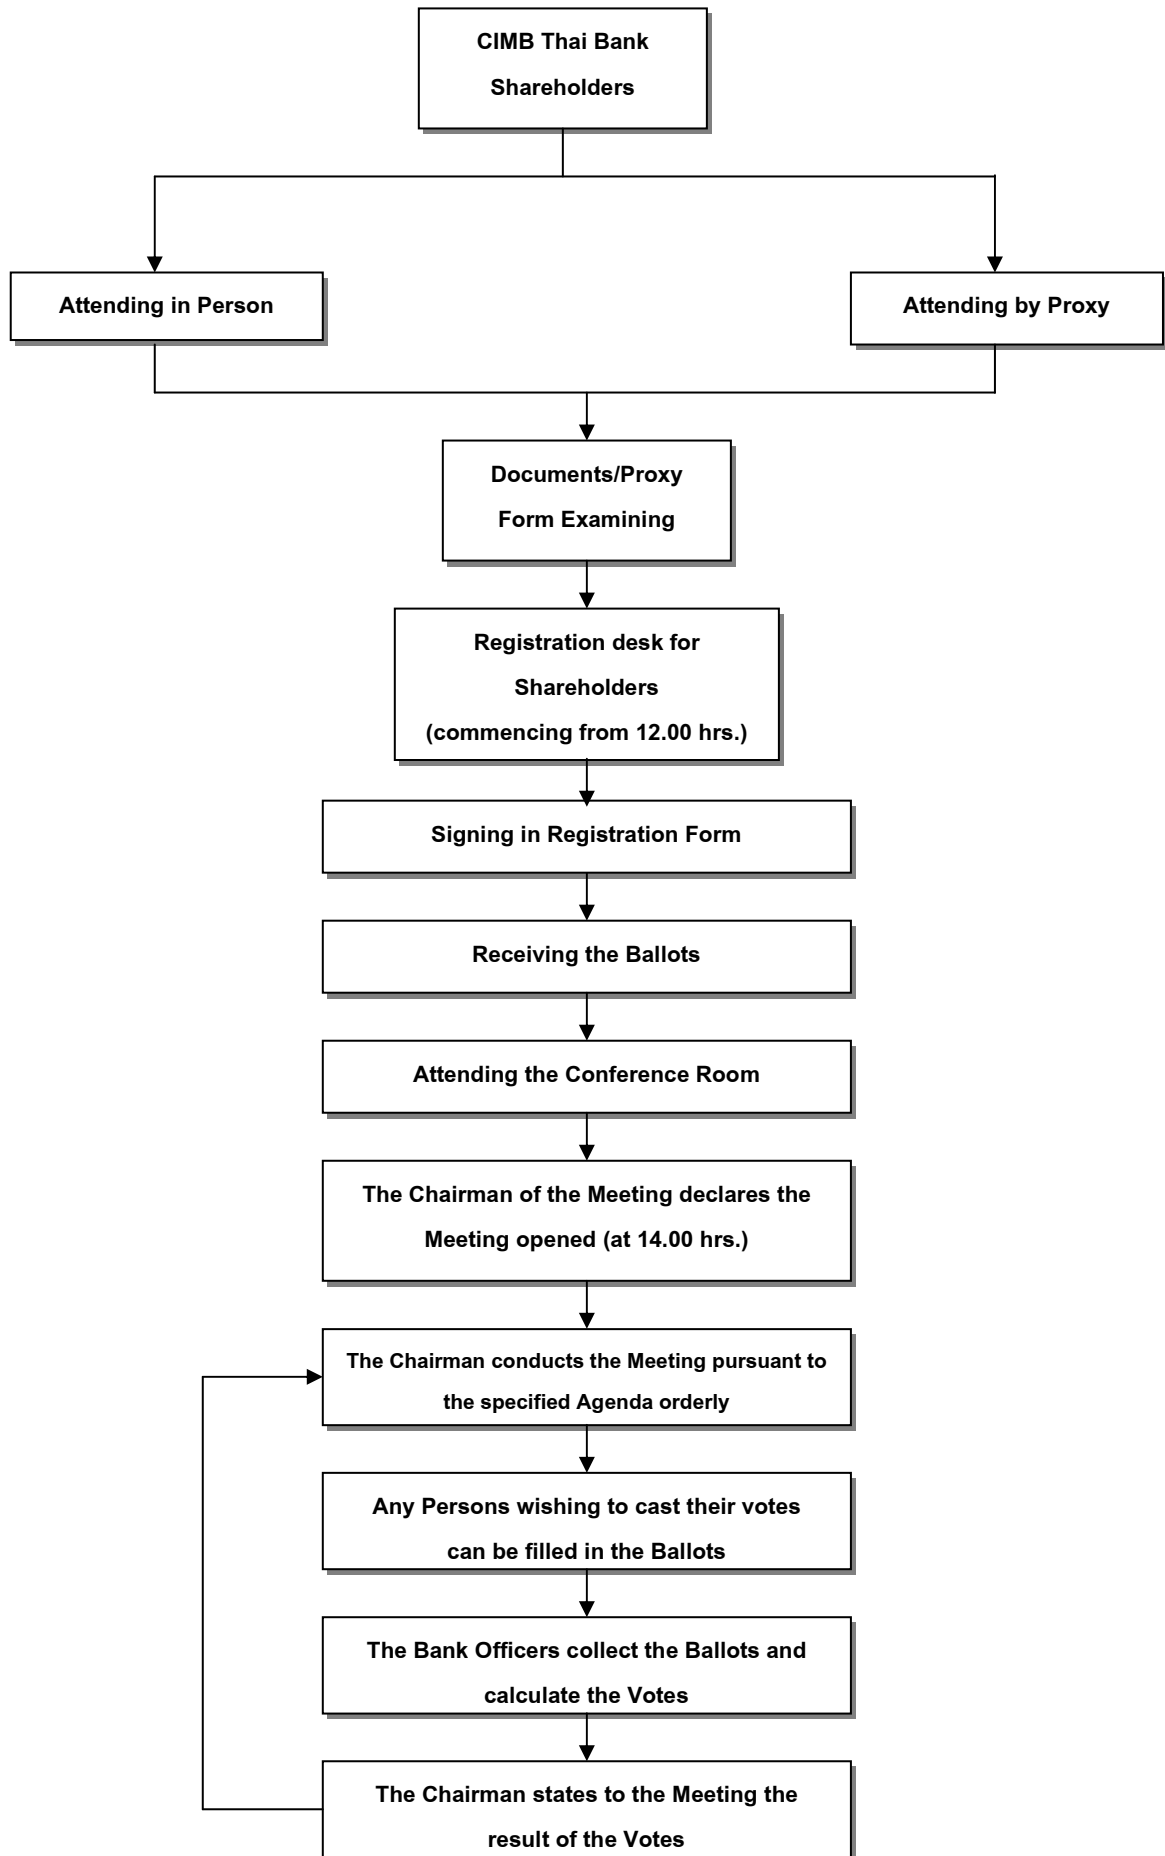 CIMB Thai Bank
Shareholders
Attending in Person
Attending by Proxy
Documents/Proxy
Form Examining
Registration desk for
Shareholders
(commencing from 12.00 hrs.)
Signing in Registration Form
Receiving the Ballots
Attending the Conference Room
The Chairman of the Meeting declares the
Meeting opened (at 14.00 hrs.)
The Chairman conducts the Meeting pursuant to
the specified Agenda orderly
Any Persons wishing to cast their votes
can be filled in the Ballots
The Bank Officers collect the Ballots and
calculate the Votes
The Chairman states to the Meeting the
result of the Votes